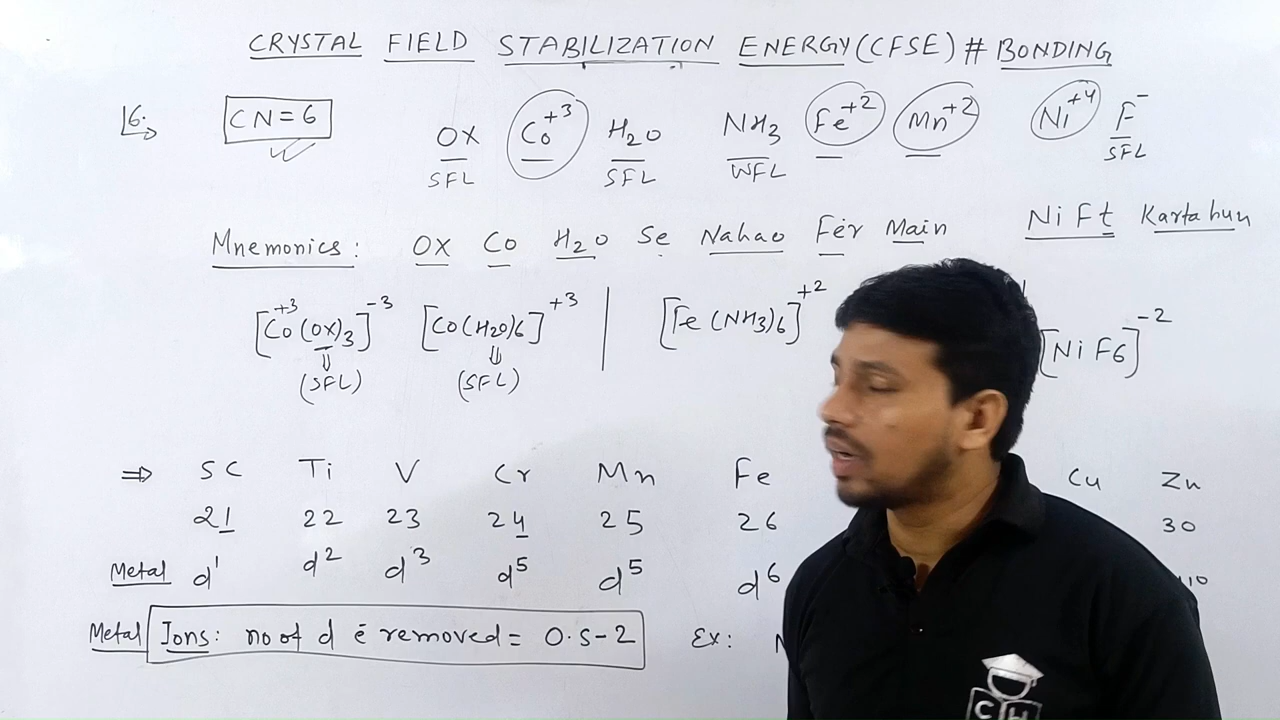 CRYSTAL FIELD STABILIZATION ENERGY (CFSE) # BONDING
16. CN = 6 OX Co+3 H2O NH3 Fe+2 Mn+2 Ni+4 F-
SFL SFL WFL SFL
Mnemonics: OX Co H2O Se Nahao Fer Main NiFt Kartahun
[Co(OX)3]-3 [Co(H2O)6]+3 | [Fe(NH3)6]+2 [NiF6]-2
+3
⇓ ⇓
(SFL) (SFL)
⇒ SC Ti V Cr Mn Fe Cu Zn
21 22 23 24 25 26 30
Metal d1 d2 d3 d5 d5 d6 10
Metal Ions: no of d ē removed = O.S-2 Ex:
C H